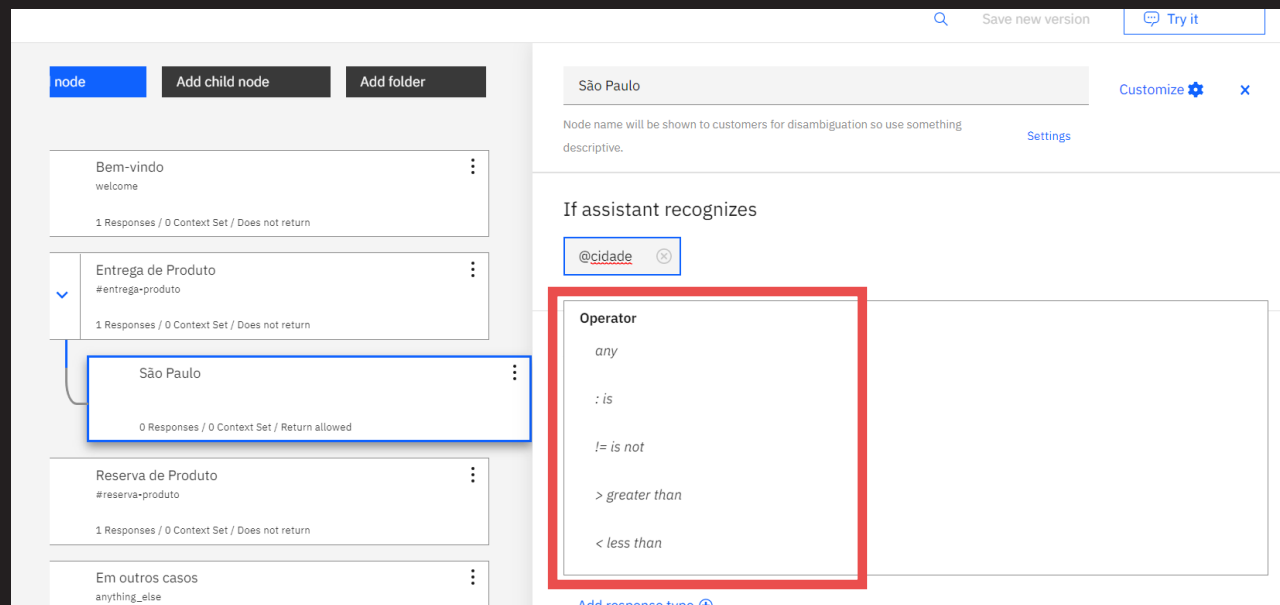 Save new version
Try it
node
Add child node
Add folder
São Paulo
Customize
Node name will be shown to customers for disambiguation so use something
descriptive.
Settings
Bem-vindo
welcome
1 Responses / 0 Context Set / Does not return
Entrega de Produto
#entrega-produto
1 Responses / 0 Context Set / Does not return
São Paulo
0 Responses / 0 Context Set / Return allowed
Reserva de Produto
#reserva-produto
1 Responses / 0 Context Set / Does not return
Em outros casos
anything_else
If assistant recognizes
@cidade
Operator
any
: is
!= is not
> greater than
< less than
Add response type